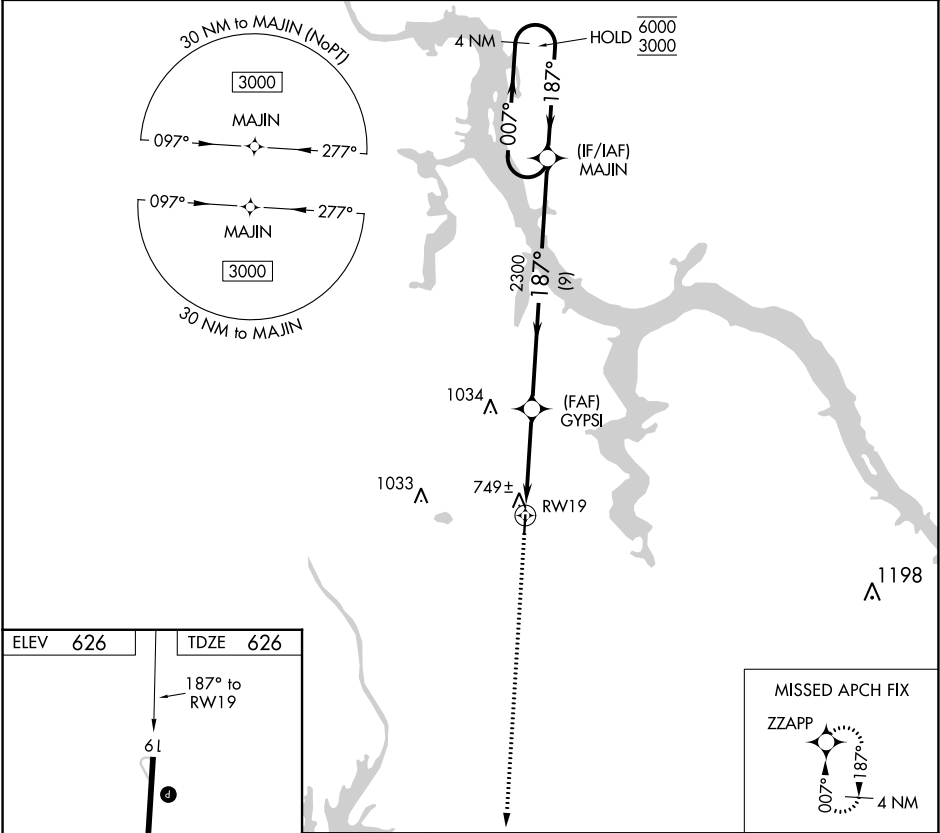 30 NM to MAJIN (NoPT)
3000
MAJIN
097°
277°
097°
277°
MAJIN
3000
30 NM to MAJIN
4 NM
HOLD
6000
3000
007°
187°
(IF/IAF)
MAJIN
2300
187°
(9)
1034
(FAF)
GYPSI
1033
749±
RW19
1198
ELEV 626
TDZE 626
187° to
RW19
19
P
MISSED APCH FIX
ZZAPP
007°
187°
4 NM